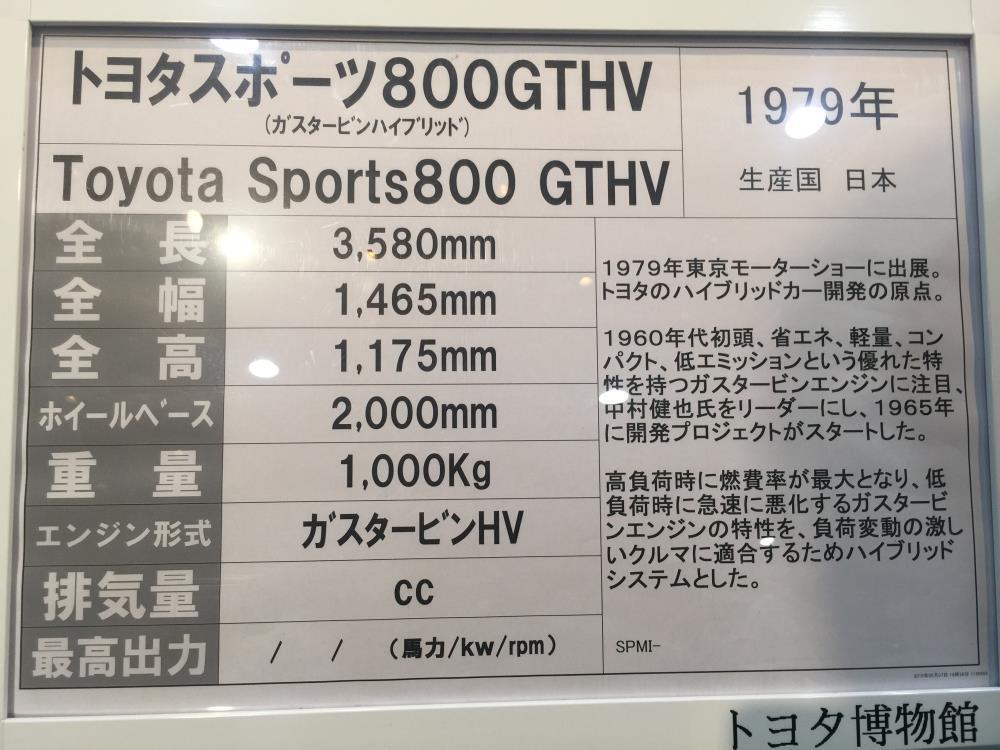 トヨタスポーツ800GTHV
(ガスタービンハイブリッド)
1979年
Toyota Sports800 GTHV
生産国 日本
全長 3,580mm
全幅 1,465mm
全高 1,175mm
ホイールベース 2,000mm
重量 1,000Kg
エンジン形式 ガスタービンHV
排気量 cc
最高出力 / / (馬力/kw/rpm)
1979年東京モーターショーに出展。
トヨタのハイブリッドカー開発の原点。
1960年代初頭、省エネ、軽量、コン
パクト、低エミッションという優れた特
性を持つガスタービンエンジンに注目、
中村健也氏をリーダーにし、1965年
に開発プロジェクトがスタートした。
高負荷時に燃費率が最大となり、低
負荷時に急速に悪化するガスタービ
ンエンジンの特性を、負荷変動の激し
いクルマに適合するためハイブリッド
システムとした。
SPMI-
トヨタ博物館